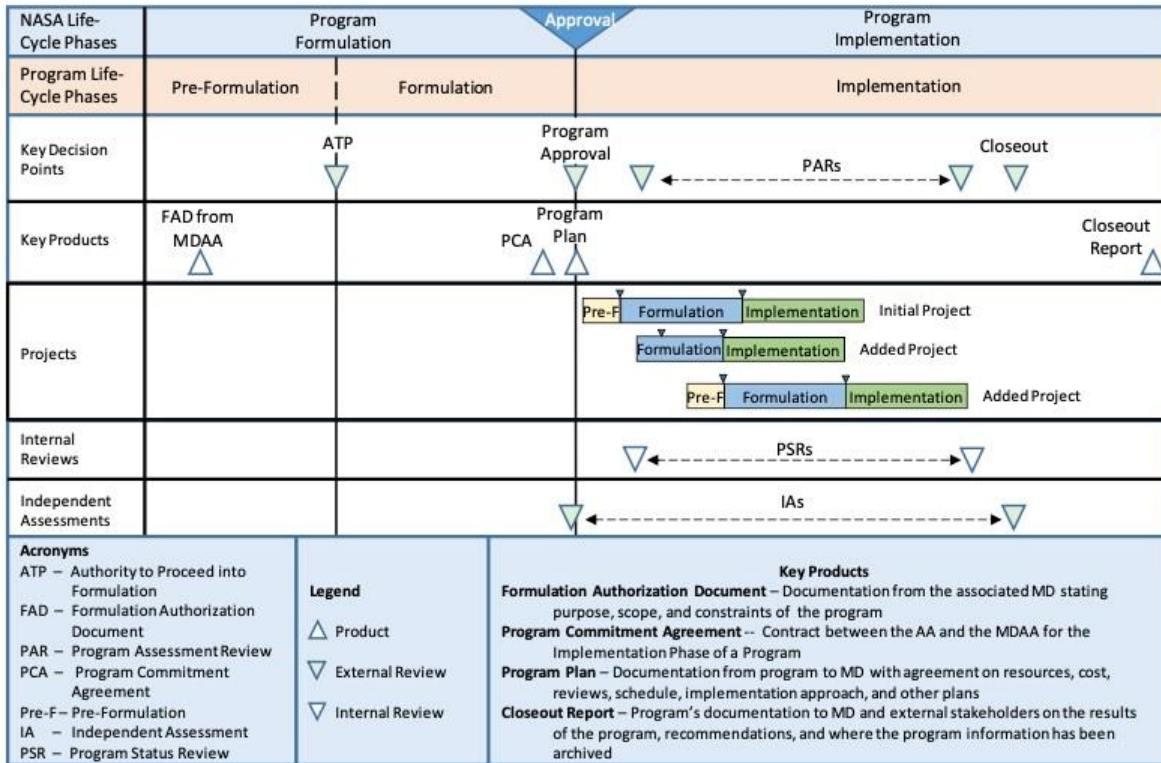 NASA Life-
Cycle Phases
Program
Formulation
Approval
Program
Implementation
Program Life-
Cycle Phases
Pre-Formulation
Formulation
Implementation
Key Decision
Points
ATP
Program
Approval
PARs
Closeout
Key Products
FAD from
MDAA
PCA
Program
Plan
Closeout
Report
Projects
Pre-F
Formulation
Implementation
Initial Project
Formulation
Implementation
Added Project
Pre-F
Formulation
Implementation
Added Project
Internal
Reviews
PSRs
Independent
Assessments
IAs
Acronyms
ATP – Authority to Proceed into
Formulation
FAD – Formulation Authorization
Document
PAR – Program Assessment Review
PCA – Program Commitment
Agreement
Pre-F – Pre-Formulation
IA – Independent Assessment
PSR – Program Status Review
Legend
Product
External Review
Internal Review
Key Products
Formulation Authorization Document – Documentation from the associated MD stating
purpose, scope, and constraints of the program
Program Commitment Agreement -- Contract between the AA and the MDAA for the
Implementation Phase of a Program
Program Plan – Documentation from program to MD with agreement on resources, cost,
reviews, schedule, implementation approach, and other plans
Closeout Report – Program's documentation to MD and external stakeholders on the results
of the program, recommendations, and where the program information has been
archived